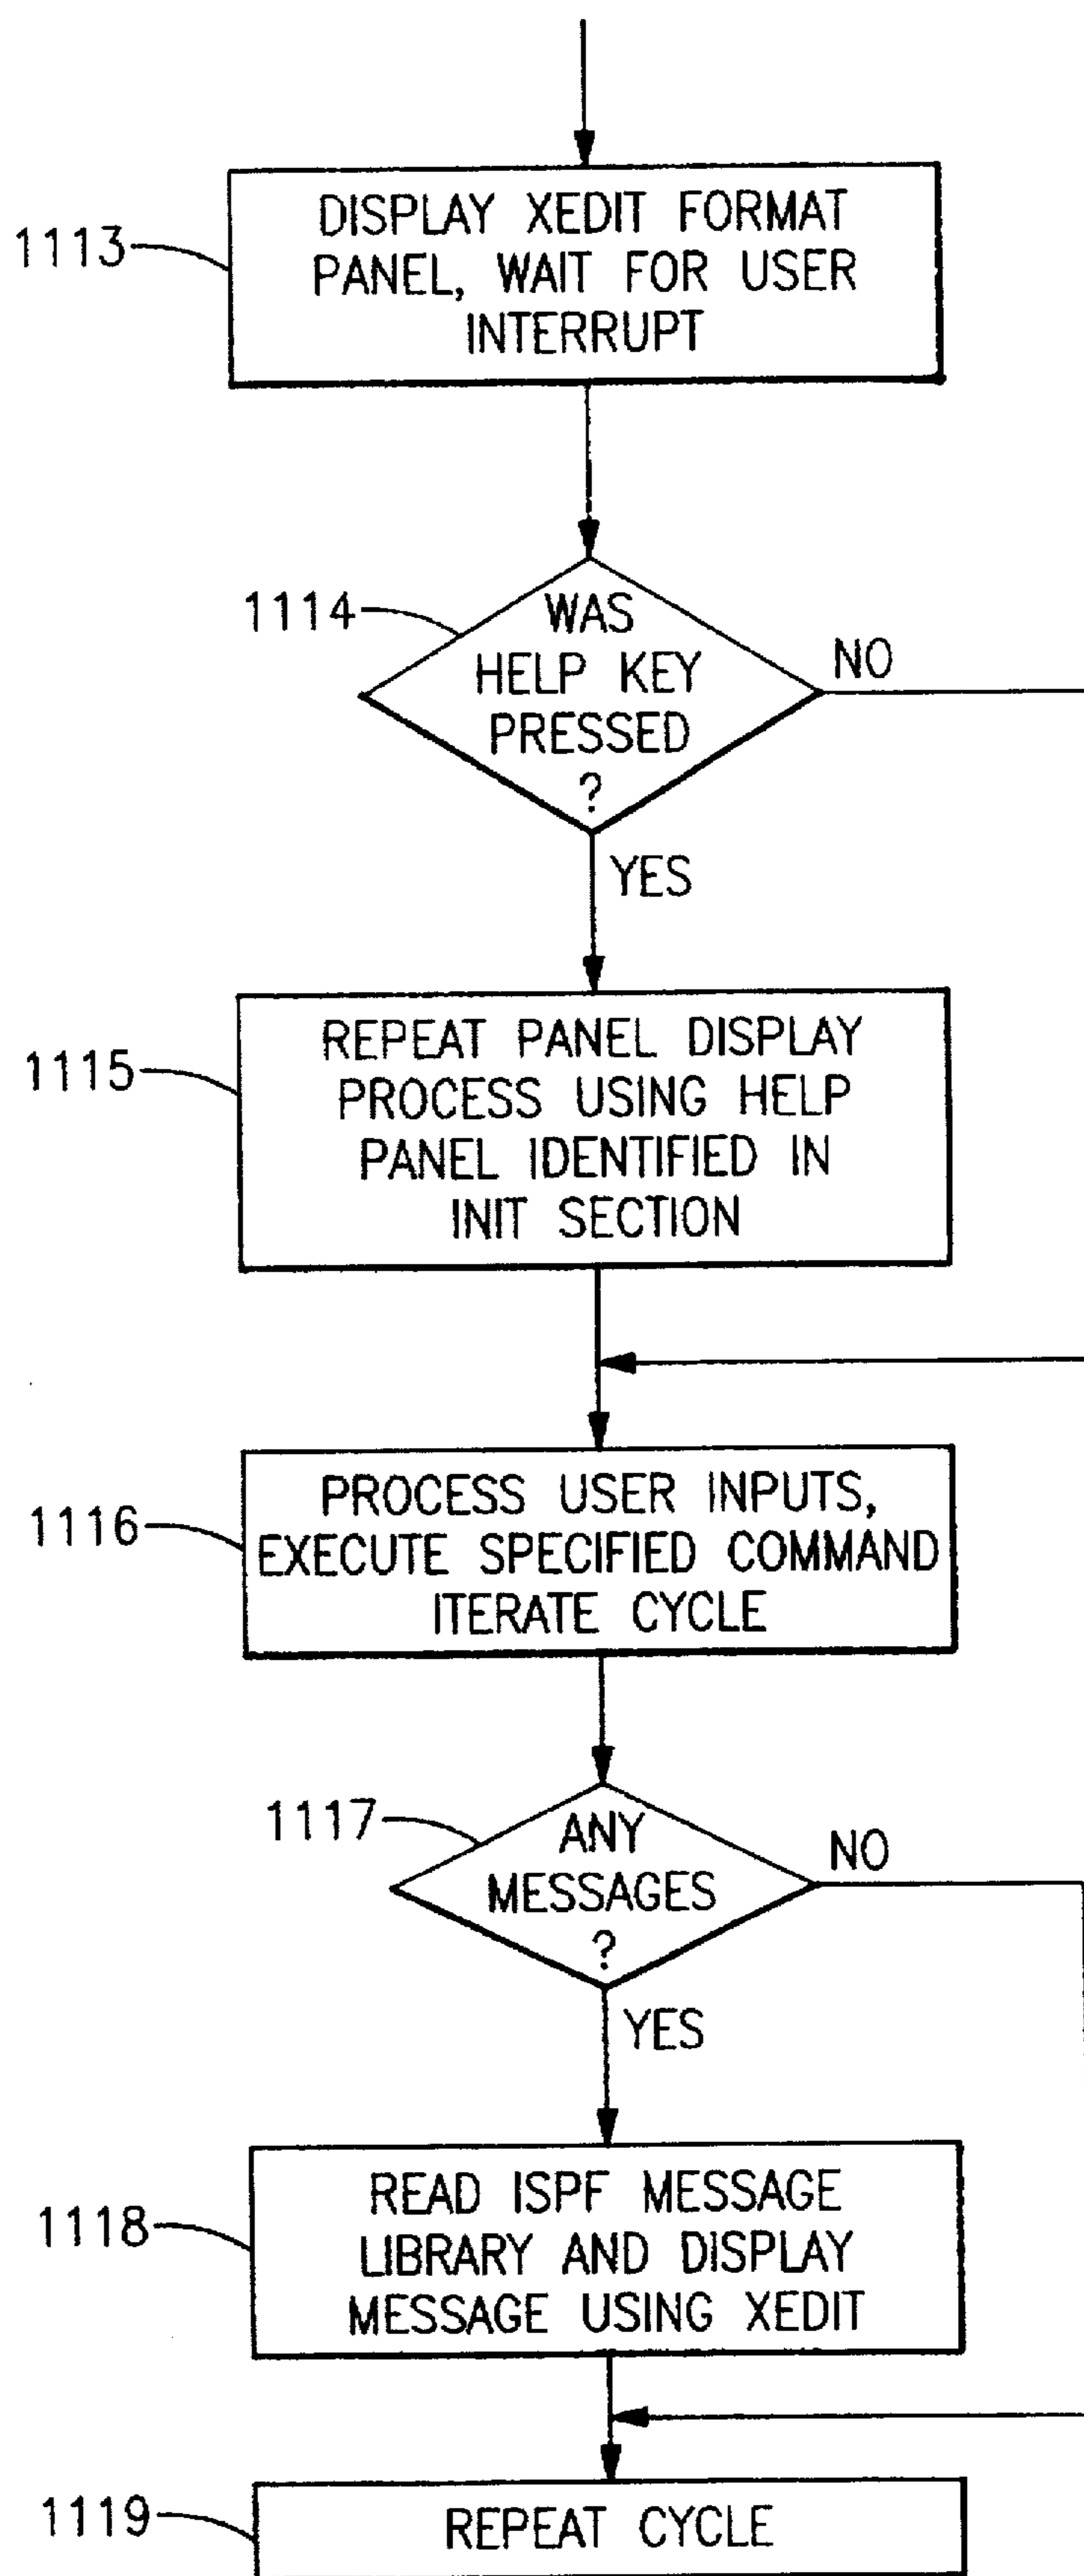 1113
DISPLAY XEDIT FORMAT
PANEL, WAIT FOR USER
INTERRUPT
1114
WAS
HELP KEY
PRESSED
?
NO
YES
1115
REPEAT PANEL DISPLAY
PROCESS USING HELP
PANEL IDENTIFIED IN
INIT SECTION
1116
PROCESS USER INPUTS,
EXECUTE SPECIFIED COMMAND
ITERATE CYCLE
1117
ANY
MESSAGES
?
NO
YES
1118
READ ISPF MESSAGE
LIBRARY AND DISPLAY
MESSAGE USING XEDIT
1119
REPEAT CYCLE